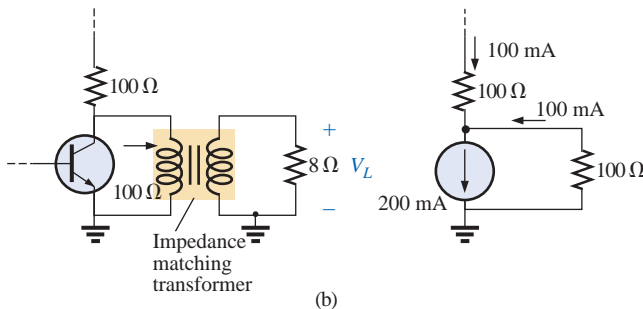 100 Ω
100 Ω
Impedance
matching
transformer
+
8 Ω
V_L
–
100 mA
100 Ω
100 mA
100 Ω
200 mA
(b)